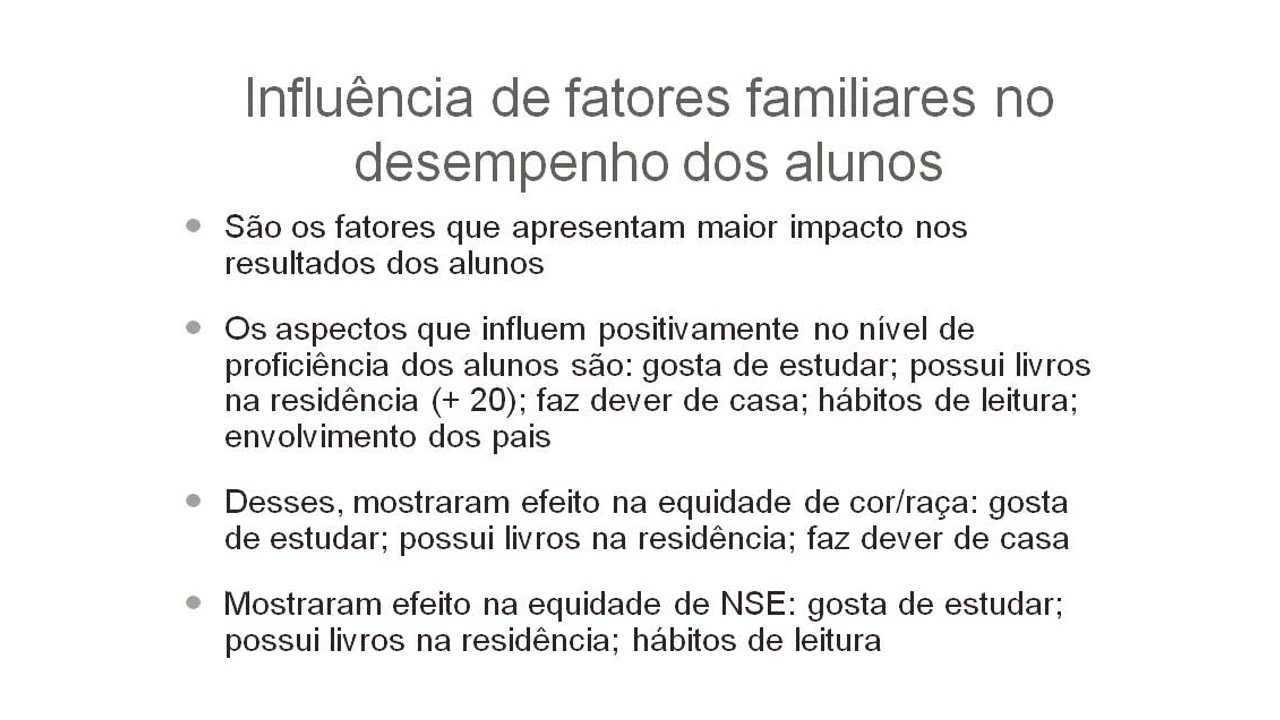 Influência de fatores familiares no
desempenho dos alunos
• São os fatores que apresentam maior impacto nos
resultados dos alunos
• Os aspectos que influem positivamente no nível de
proficiência dos alunos são: gosta de estudar; possui livros
na residência (+ 20); faz dever de casa; hábitos de leitura;
envolvimento dos pais
• Desses, mostraram efeito na equidade de cor/raça: gosta
de estudar; possui livros na residência; faz dever de casa
• Mostraram efeito na equidade de NSE: gosta de estudar;
possui livros na residência; hábitos de leitura